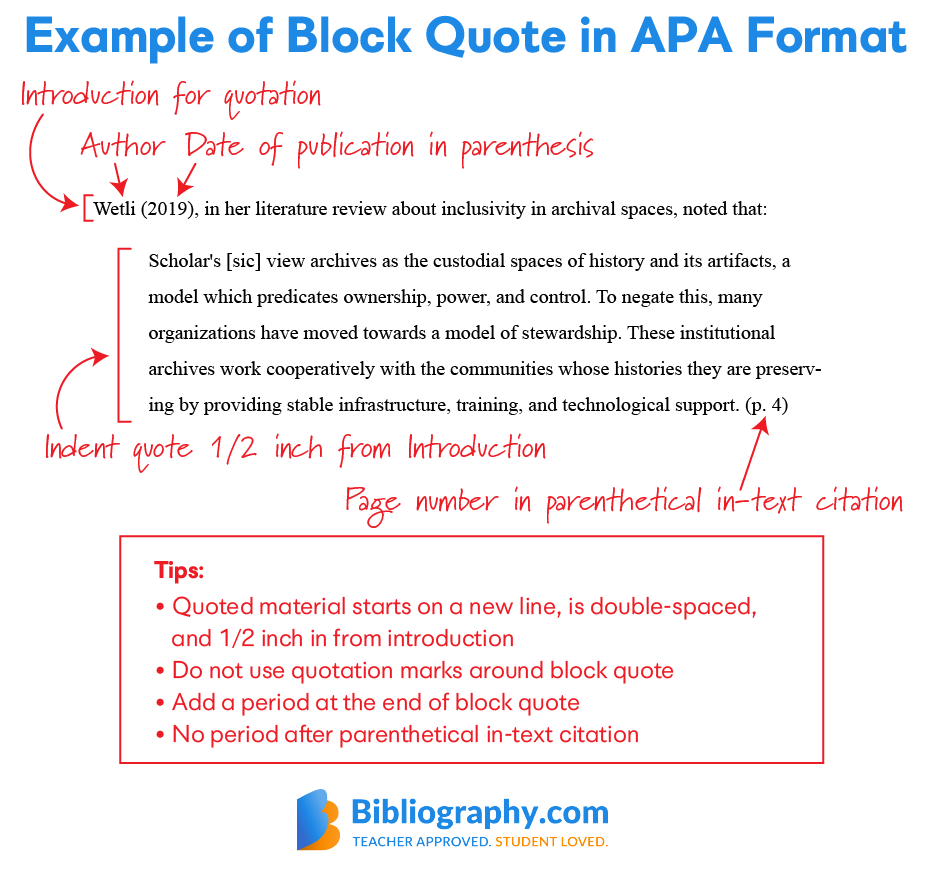 Example of Block Quote in APA Format
Introduction for quotation
Author Date of publication in parenthesis
Wetli (2019), in her literature review about inclusivity in archival spaces, noted that:
Scholar's [sic] view archives as the custodial spaces of history and its artifacts, a
model which predicates ownership, power, and control. To negate this, many
organizations have moved towards a model of stewardship. These institutional
archives work cooperatively with the communities whose histories they are preserv-
ing by providing stable infrastructure, training, and technological support. (p. 4)
Indent quote 1/2 inch from Introduction
Page number in parenthetical in-text citation
Tips:
• Quoted material starts on a new line, is double-spaced,
and 1/2 inch in from introduction
• Do not use quotation marks around block quote
• Add a period at the end of block quote
• No period after parenthetical in-text citation
Bibliography.com
TEACHER APPROVED. STUDENT LOVED.